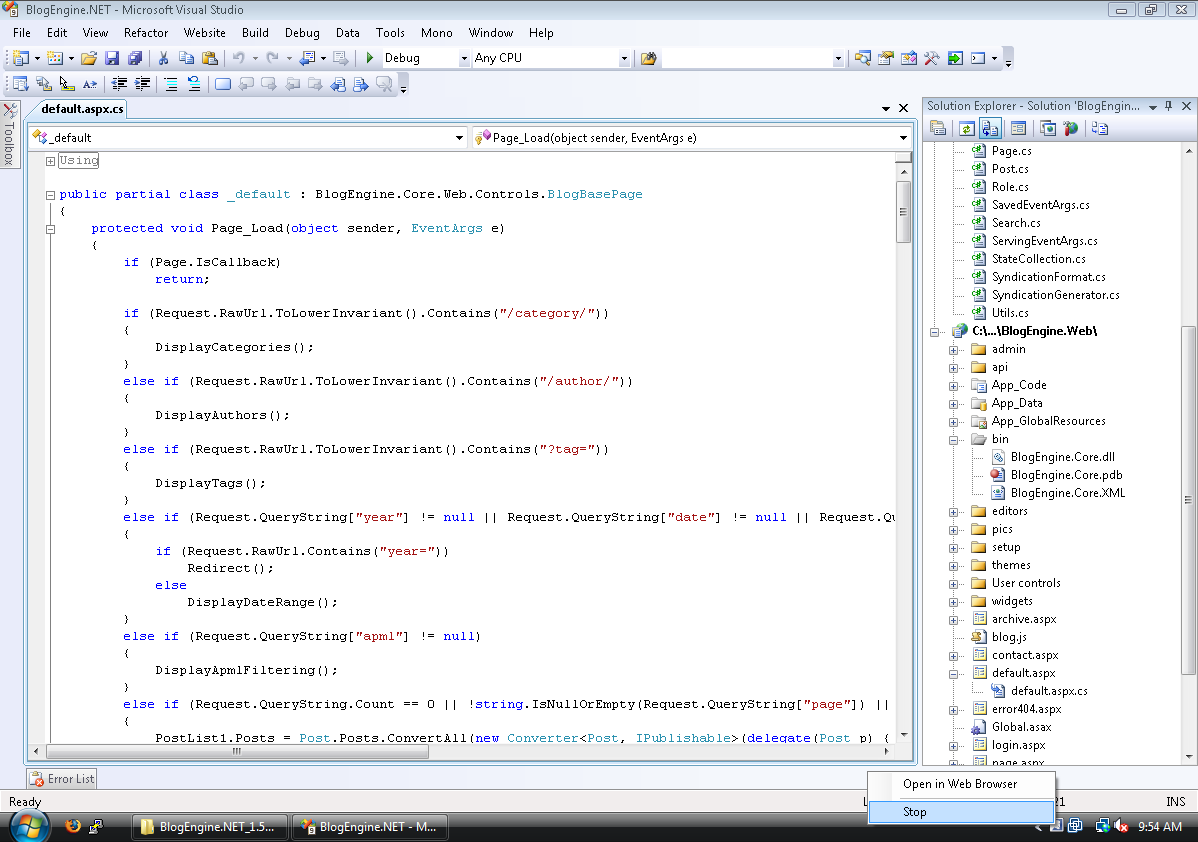 BlogEngine.NET - Microsoft Visual Studio
File Edit View Refactor Website Build Debug Data Tools Mono Window Help
Debug Any CPU
Toolbox
default.aspx.cs
_default Page_Load(object sender, EventArgs e)
Using
public partial class _default : BlogEngine.Core.Web.Controls.BlogBasePage
{
protected void Page_Load(object sender, EventArgs e)
{
if (Page.IsCallback)
return;
if (Request.RawUrl.ToLowerInvariant().Contains("/category/"))
{
DisplayCategories();
}
else if (Request.RawUrl.ToLowerInvariant().Contains("/author/"))
{
DisplayAuthors();
}
else if (Request.RawUrl.ToLowerInvariant().Contains("?tag="))
{
DisplayTags();
}
else if (Request.QueryString["year"] != null || Request.QueryString["date"] != null || Request.Qu
{
if (Request.RawUrl.Contains("year="))
Redirect();
else
DisplayDateRange();
}
else if (Request.QueryString["apml"] != null)
{
DisplayApmlFiltering();
}
else if (Request.QueryString.Count == 0 || !string.IsNullOrEmpty(Request.QueryString["page"]) ||
{
PostList1.Posts = Post.Posts.ConvertAll(new Converter<Post, IPublishable>(delegate(Post p) {
Solution Explorer - Solution 'BlogEngin...
Page.cs
Post.cs
Role.cs
SavedEventArgs.cs
Search.cs
ServingEventArgs.cs
StateCollection.cs
SyndicationFormat.cs
SyndicationGenerator.cs
Utils.cs
C:\...\BlogEngine.Web\
admin
api
App_Code
App_Data
App_GlobalResources
bin
BlogEngine.Core.dll
BlogEngine.Core.pdb
BlogEngine.Core.XML
editors
pics
setup
themes
User controls
widgets
archive.aspx
blog.js
contact.aspx
default.aspx
default.aspx.cs
error404.aspx
Global.asax
login.aspx
page.aspx
Error List
Open in Web Browser
Stop
Ready L 21 INS
BlogEngine.NET_1.5... BlogEngine.NET - M... 9:54 AM